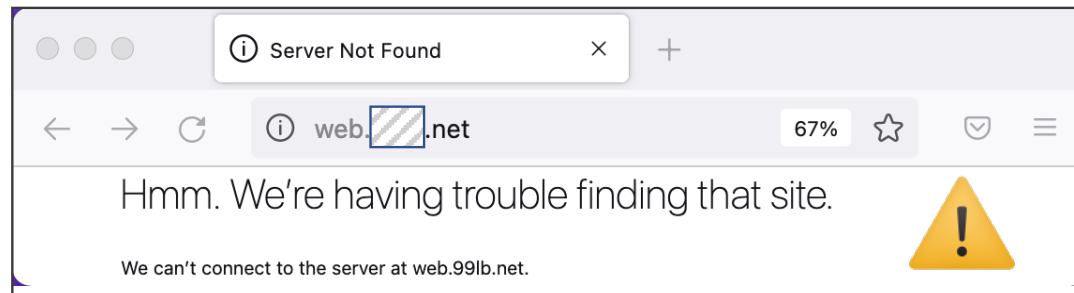 Server Not Found
web. .net
67%
Hmm. We're having trouble finding that site.
We can't connect to the server at web.99lb.net.